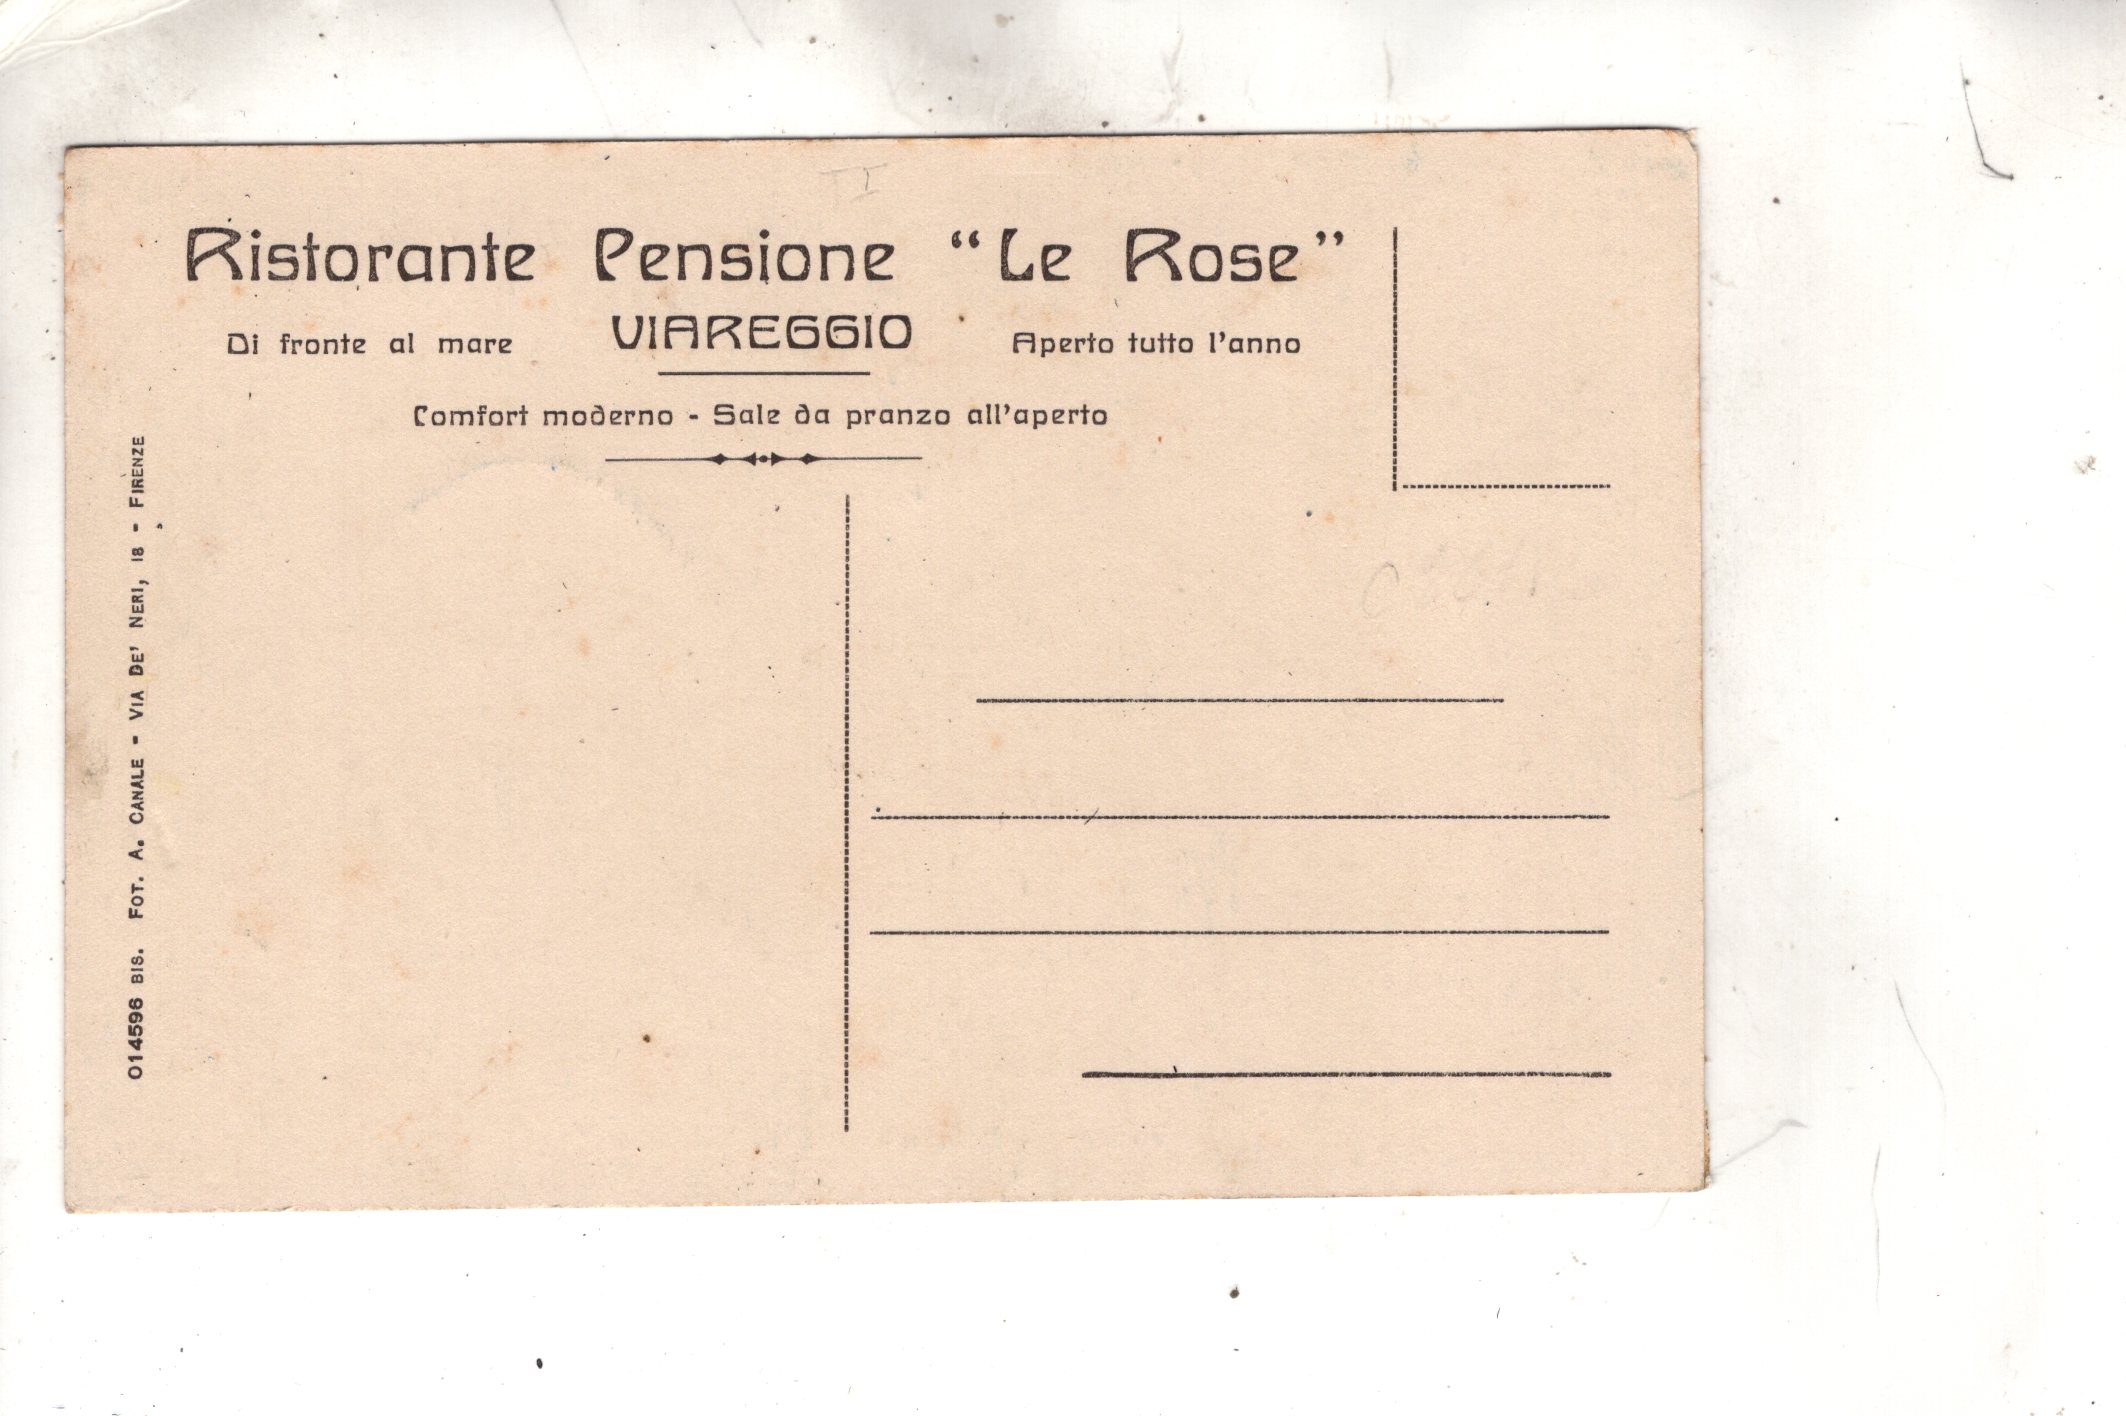 Ristorante Pensione “Le Rose”
Di fronte al mare VIAREGGIO Aperto tutto l'anno
Comfort moderno - Sale da pranzo all'aperto
014596 BIS. FOT. A. CANALE - VIA DE' NERI, 18 - FIRENZE